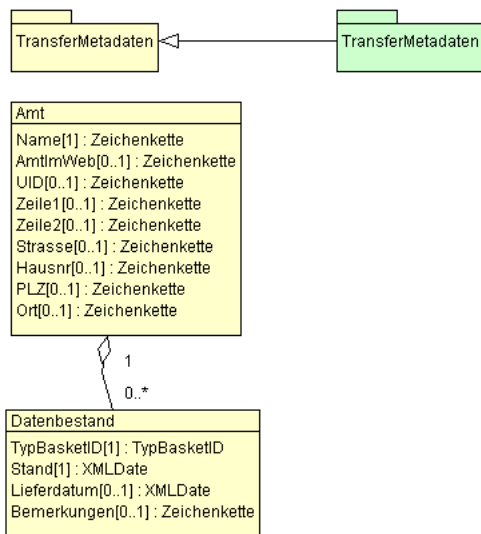 TransferMetadaten
TransferMetadaten
Amt
Name[1] : Zeichenkette
AmtImWeb[0..1] : Zeichenkette
UID[0..1] : Zeichenkette
Zeile1[0..1] : Zeichenkette
Zeile2[0..1] : Zeichenkette
Strasse[0..1] : Zeichenkette
Hausnr[0..1] : Zeichenkette
PLZ[0..1] : Zeichenkette
Ort[0..1] : Zeichenkette
1
0..*
Datenbestand
TypBasketID[1] : TypBasketID
Stand[1] : XMLDate
Lieferdatum[0..1] : XMLDate
Bemerkungen[0..1] : Zeichenkette